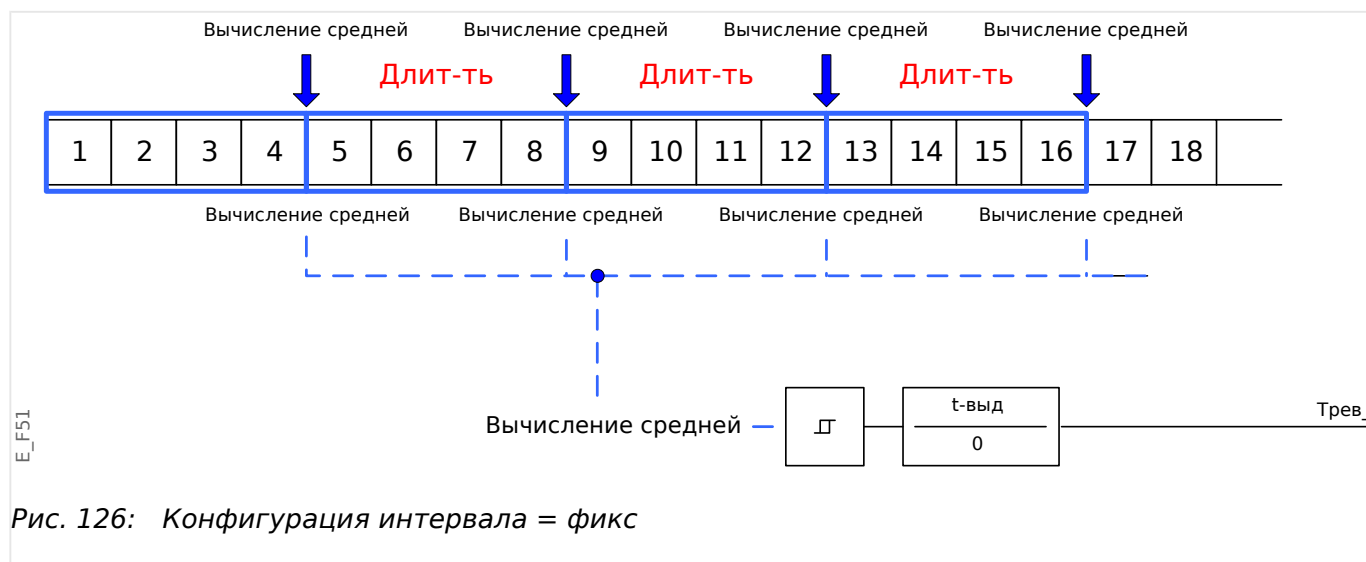 Вычисление средней Вычисление средней Вычисление средней Вычисление средней
Длит-ть Длит-ть Длит-ть
1 2 3 4 5 6 7 8 9 10 11 12 13 14 15 16 17 18
Вычисление средней Вычисление средней Вычисление средней Вычисление средней
t-выд
Вычисление средней
0
Трев_
E_F51
Рис. 126: Конфигурация интервала = фикс